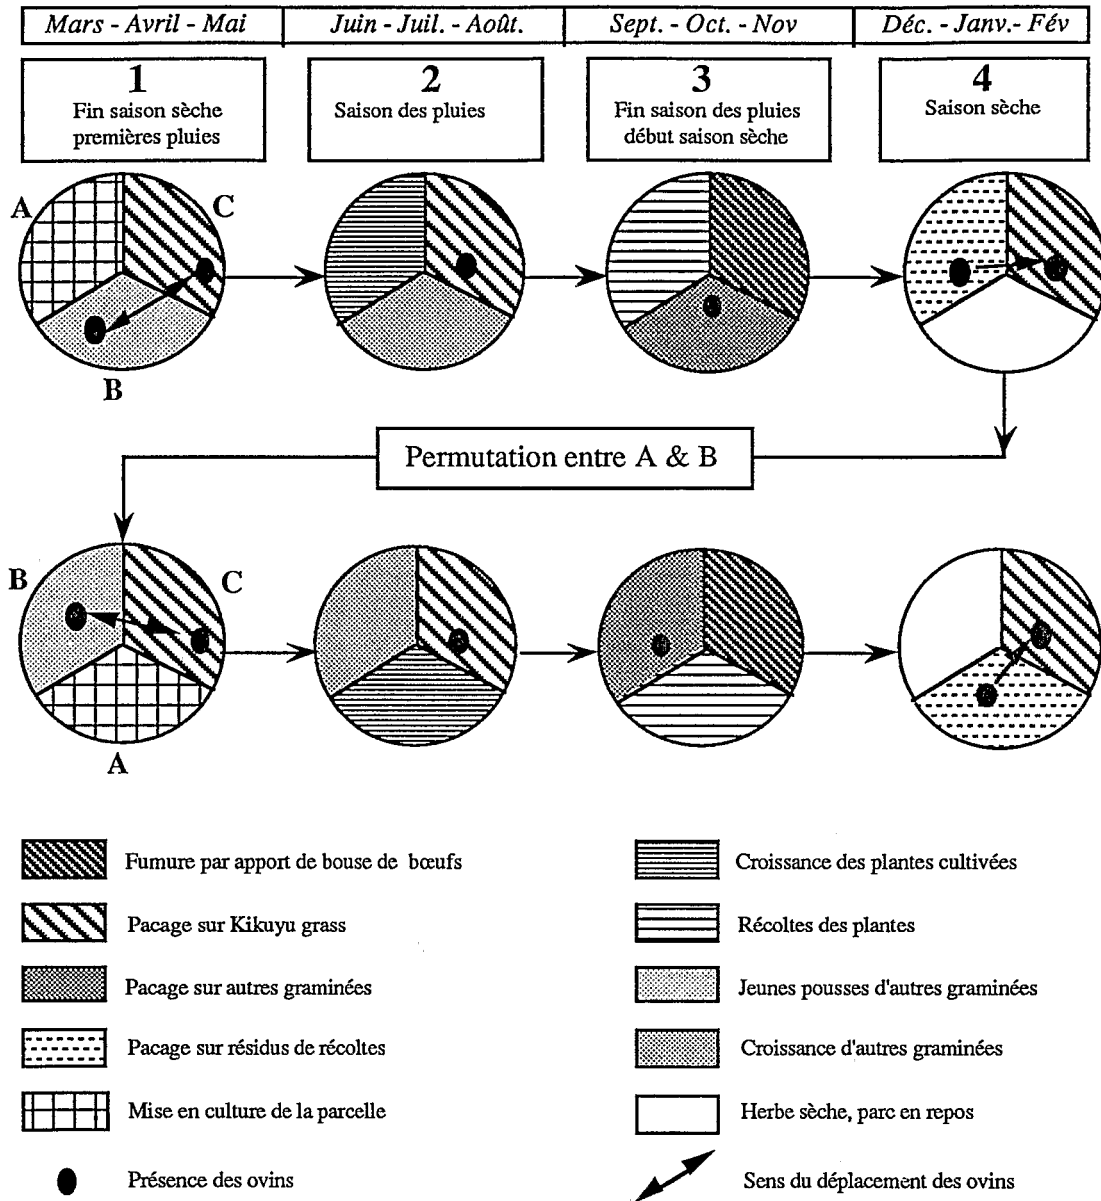 Mars - Avril - Mai
Juin - Juil. - Août.
Sept. - Oct. - Nov
Déc. - Janv.- Fév
1
Fin saison sèche
premières pluies
2
Saison des pluies
3
Fin saison des pluies
début saison sèche
4
Saison sèche
A
C
B
Permutation entre A & B
B
C
A
Fumure par apport de bouse de bœufs
Croissance des plantes cultivées
Pacage sur Kikuyu grass
Récoltes des plantes
Pacage sur autres graminées
Jeunes pousses d'autres graminées
Pacage sur résidus de récoltes
Croissance d'autres graminées
Mise en culture de la parcelle
Herbe sèche, parc en repos
Présence des ovins
Sens du déplacement des ovins